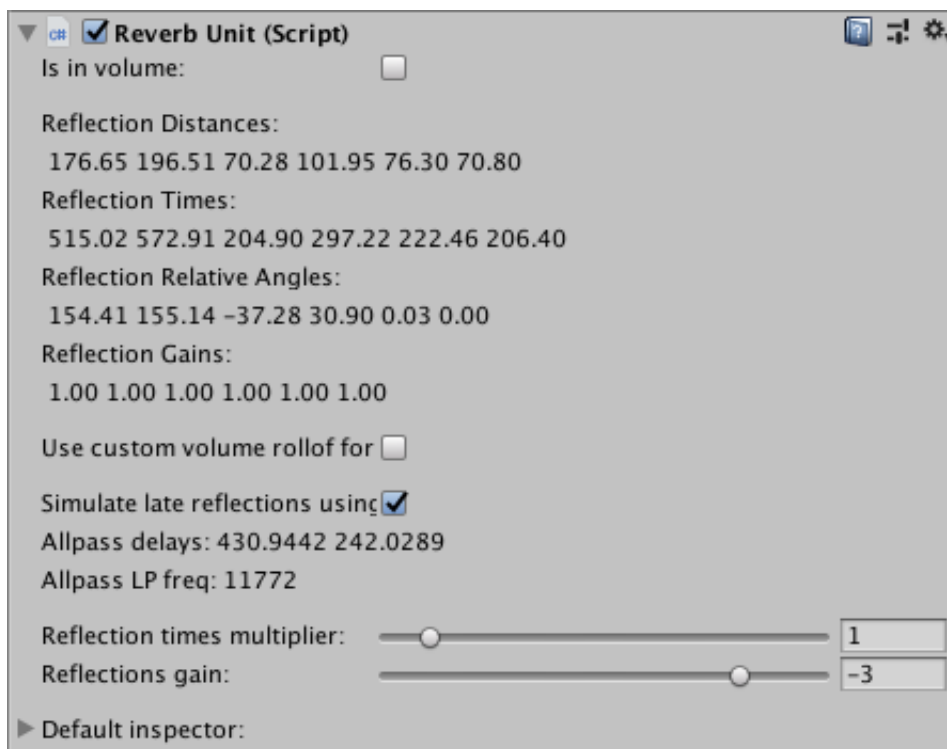 C# Reverb Unit (Script)
Is in volume:
Reflection Distances:
176.65 196.51 70.28 101.95 76.30 70.80
Reflection Times:
515.02 572.91 204.90 297.22 222.46 206.40
Reflection Relative Angles:
154.41 155.14 -37.28 30.90 0.03 0.00
Reflection Gains:
1.00 1.00 1.00 1.00 1.00 1.00
Use custom volume rollof for
Simulate late reflections using
Allpass delays: 430.9442 242.0289
Allpass LP freq: 11772
Reflection times multiplier: 1
Reflections gain: -3
Default inspector: